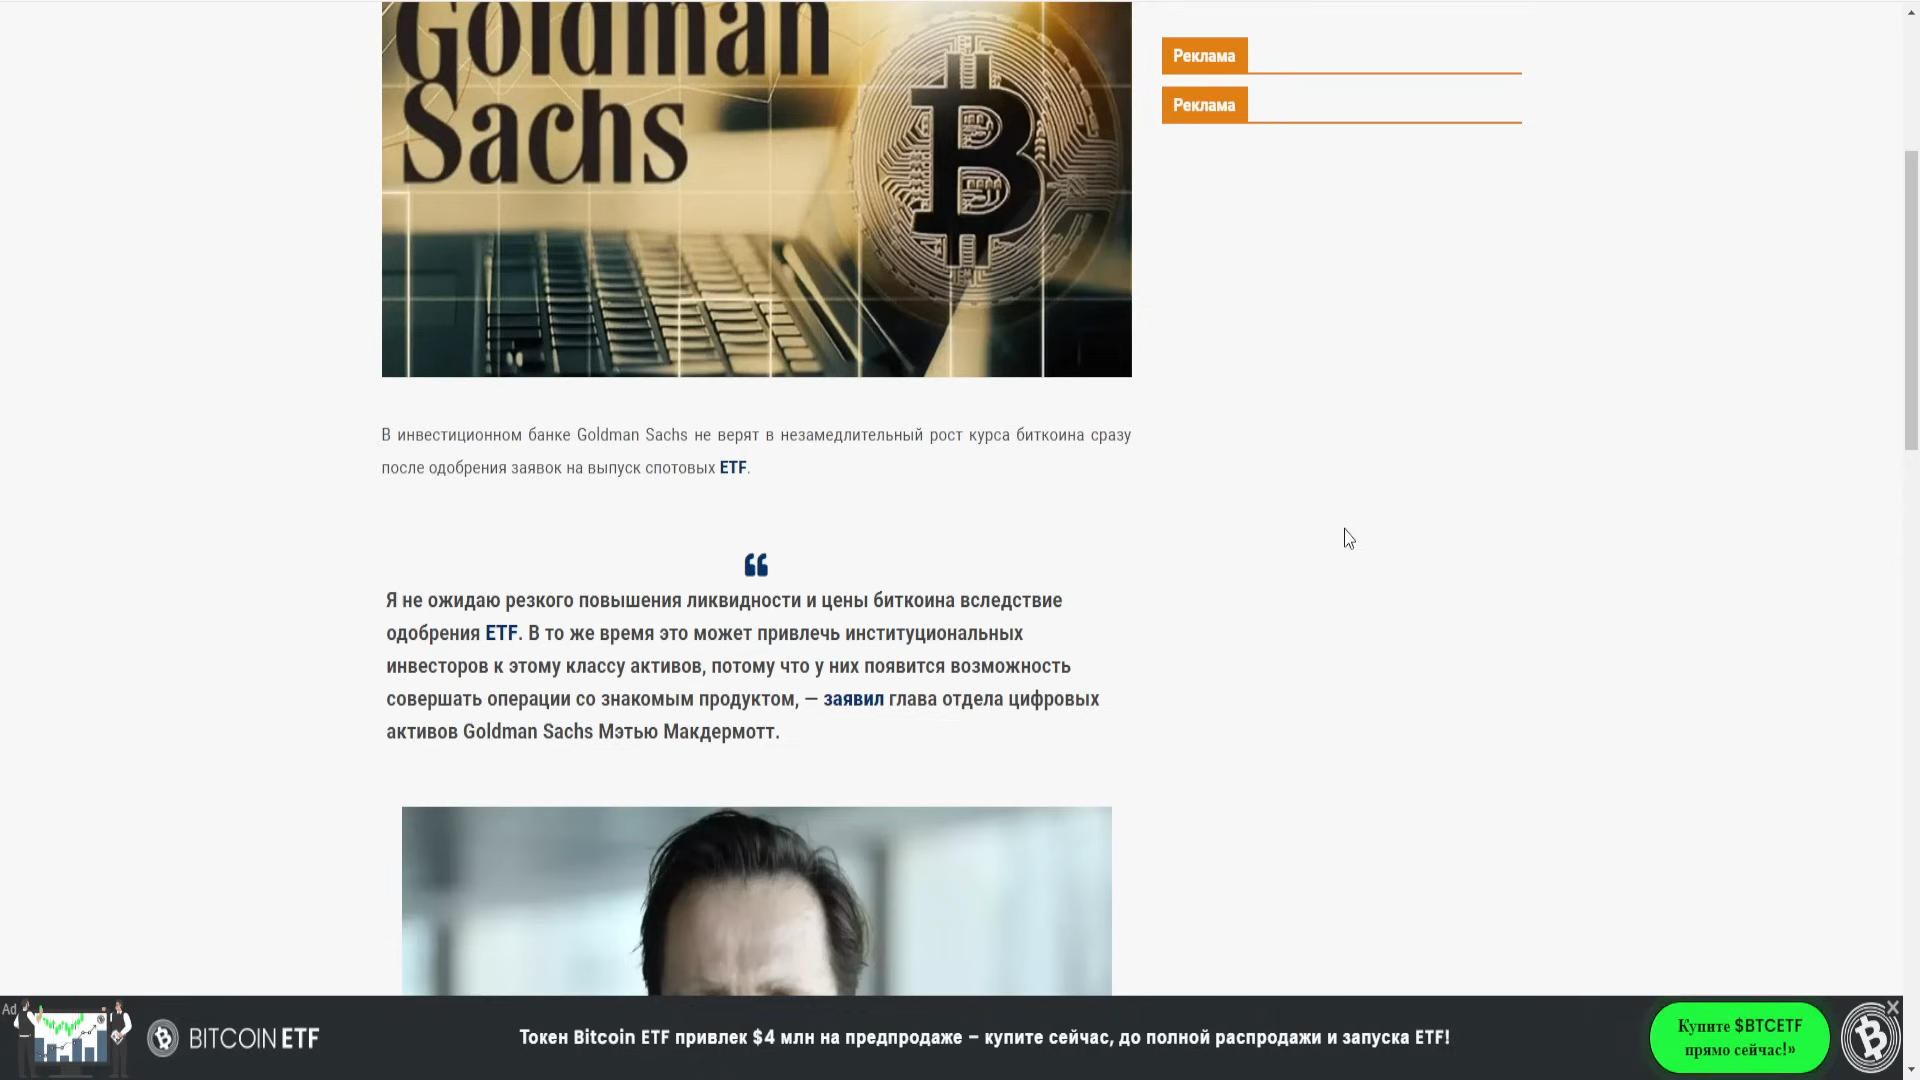 Goldman
Sachs
Реклама
Реклама
В инвестиционном банке Goldman Sachs не верят в незамедлительный рост курса биткоина сразу
после одобрения заявок на выпуск спотовых ETF.
Я не ожидаю резкого повышения ликвидности и цены биткоина вследствие
одобрения ETF. В то же время это может привлечь институциональных
инвесторов к этому классу активов, потому что у них появится возможность
совершать операции со знакомым продуктом, — заявил глава отдела цифровых
активов Goldman Sachs Мэтью Макдермотт.
Ad
BITCOIN ETF
Токен Bitcoin ETF привлек $4 млн на предпродаже – купите сейчас, до полной распродажи и запуска ETF!
Купите $BTCETF
прямо сейчас!»